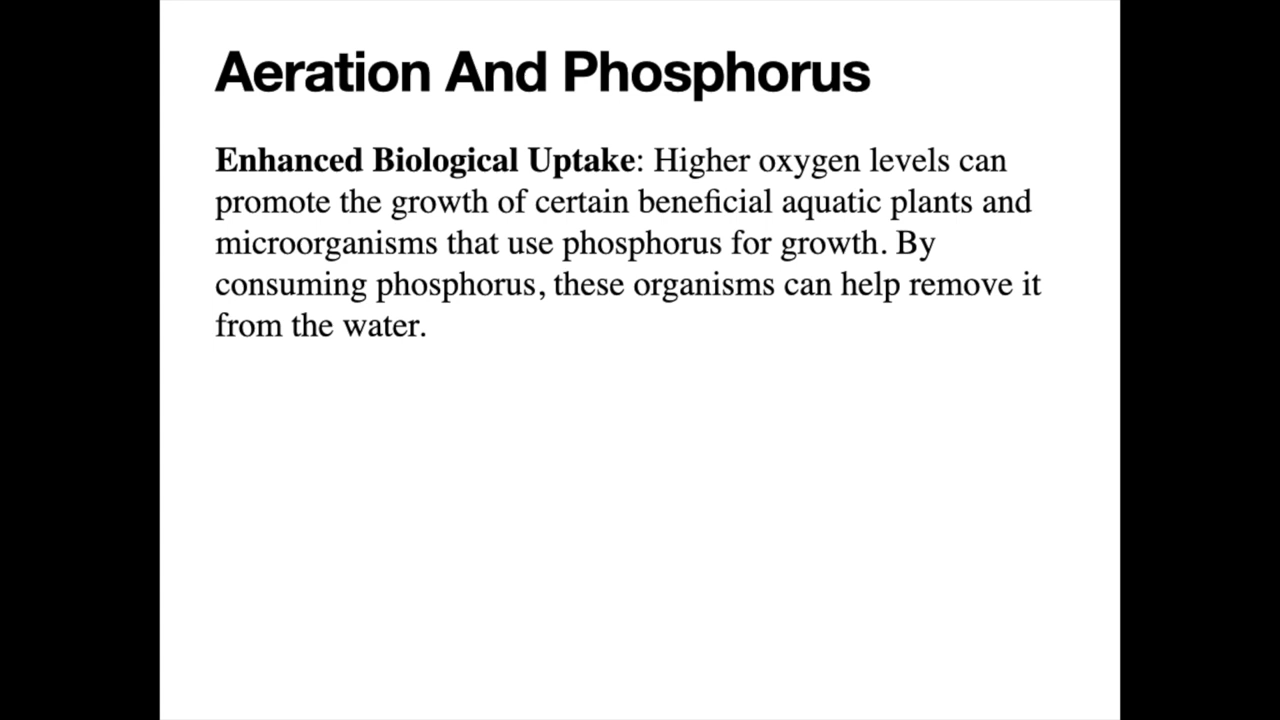 Aeration And Phosphorus
Enhanced Biological Uptake: Higher oxygen levels can
promote the growth of certain beneficial aquatic plants and
microorganisms that use phosphorus for growth. By
consuming phosphorus, these organisms can help remove it
from the water.